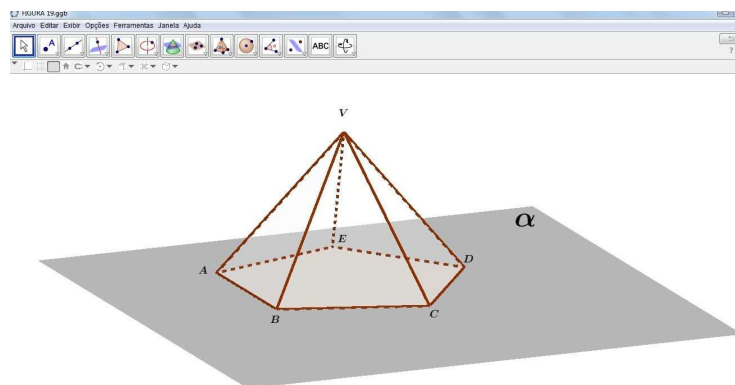 FIGURA 19.ggb
Arquivo Editar Exibir Opções Ferramentas Janela Ajuda
A ABC
?
V
α
E
D
A
C
B